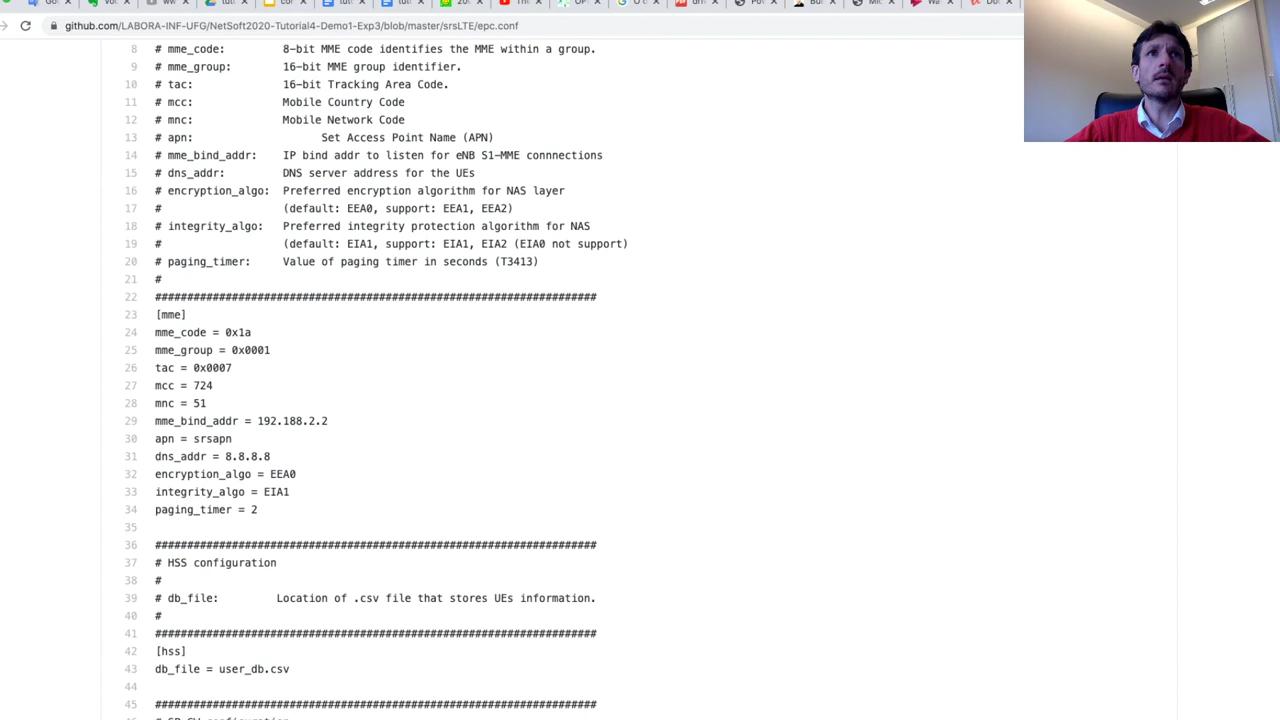 github.com/LABORA-INF-UFG/NetSoft2020-Tutorial4-Demo1-Exp3/blob/master/srsLTE/epc.conf
8 # mme_code: 8-bit MME code identifies the MME within a group.
9 # mme_group: 16-bit MME group identifier.
10 # tac: 16-bit Tracking Area Code.
11 # mcc: Mobile Country Code
12 # mnc: Mobile Network Code
13 # apn: Set Access Point Name (APN)
14 # mme_bind_addr: IP bind addr to listen for eNB S1-MME connnections
15 # dns_addr: DNS server address for the UEs
16 # encryption_algo: Preferred encryption algorithm for NAS layer
17 # (default: EEA0, support: EEA1, EEA2)
18 # integrity_algo: Preferred integrity protection algorithm for NAS
19 # (default: EIA1, support: EIA1, EIA2 (EIA0 not support)
20 # paging_timer: Value of paging timer in seconds (T3413)
21 #
22 #####################################################################
23 [mme]
24 mme_code = 0x1a
25 mme_group = 0x0001
26 tac = 0x0007
27 mcc = 724
28 mnc = 51
29 mme_bind_addr = 192.188.2.2
30 apn = srsapn
31 dns_addr = 8.8.8.8
32 encryption_algo = EEA0
33 integrity_algo = EIA1
34 paging_timer = 2
35
36 #####################################################################
37 # HSS configuration
38 #
39 # db_file: Location of .csv file that stores UEs information.
40 #
41 #####################################################################
42 [hss]
43 db_file = user_db.csv
44
45 #####################################################################